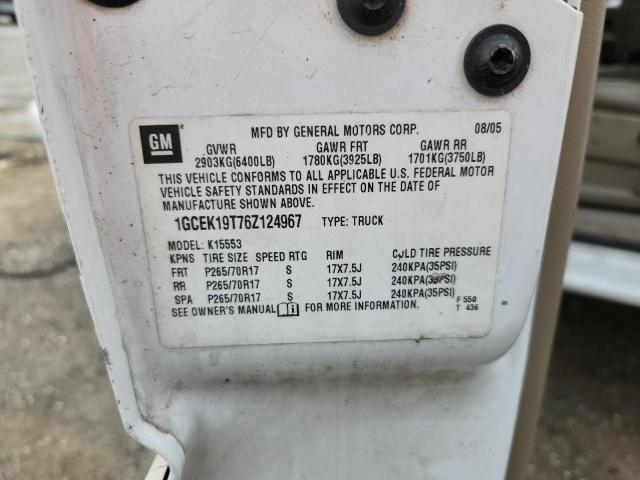 GM
MFD BY GENERAL MOTORS CORP. 08/05
GVWR GAWR FRT GAWR RR
2903KG(6400LB) 1780KG(3925LB) 1701KG(3750LB)
THIS VEHICLE CONFORMS TO ALL APPLICABLE U.S. FEDERAL MOTOR
VEHICLE SAFETY STANDARDS IN EFFECT ON THE DATE OF
MANUFACTURE SHOWN ABOVE.
1GCEK19T76Z124967 TYPE: TRUCK
MODEL: K15553
KPNS TIRE SIZE SPEED RTG RIM COLD TIRE PRESSURE
FRT P265/70R17 S 17X7.5J 240KPA(35PSI)
RR P265/70R17 S 17X7.5J 240KPA(35PSI)
SPA P265/70R17 S 17X7.5J 240KPA(35PSI)
SEE OWNER'S MANUAL FOR MORE INFORMATION.
F 550
T 436